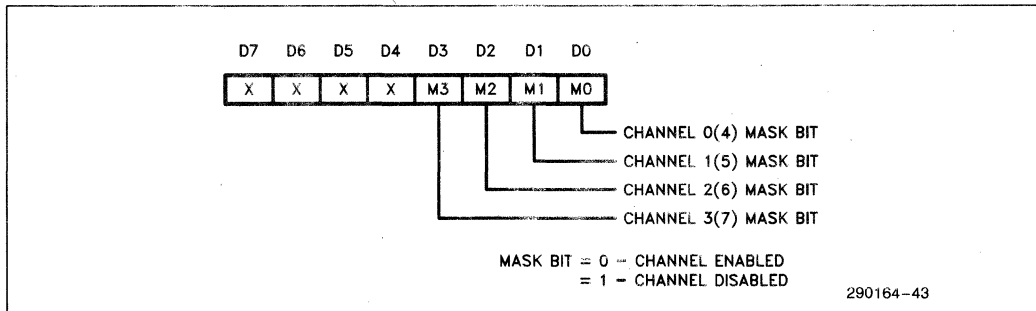 D7 D6 D5 D4 D3 D2 D1 D0
X X X X M3 M2 M1 M0
CHANNEL 0(4) MASK BIT
CHANNEL 1(5) MASK BIT
CHANNEL 2(6) MASK BIT
CHANNEL 3(7) MASK BIT
MASK BIT = 0 - CHANNEL ENABLED
= 1 - CHANNEL DISABLED
290164-43